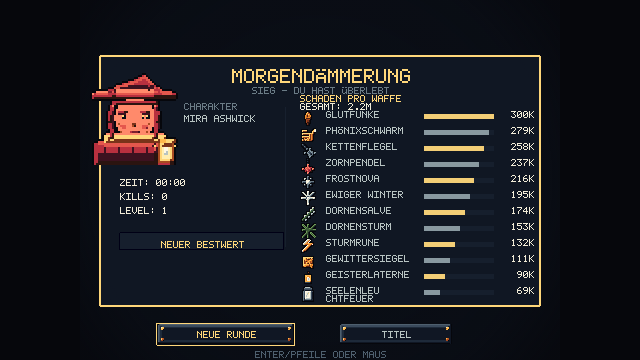 MORGENDÄMMERUNG
SIEG - DU HAST ÜBERLEBT
CHARAKTER
MIRA ASHWICK
ZEIT: 00:00
KILLS: 0
LEVEL: 1
NEUER BESTWERT
SCHADEN PRO WAFFE
GESAMT: 2.2M
GLUTFUNKE 300K
PHÖNIXSCHWARM 279K
KETTENFLEGEL 258K
ZORNPENDEL 237K
FROSTNOVA 216K
EWIGER WINTER 195K
DORNENSALVE 174K
DORNENSTURM 153K
STURMRUNE 132K
GEWITTERSIEGEL 111K
GEISTERLATERNE 90K
SEELENLEU 69K
CHTFEUER
NEUE RUNDE
TITEL
ENTER/PFEILE ODER MAUS